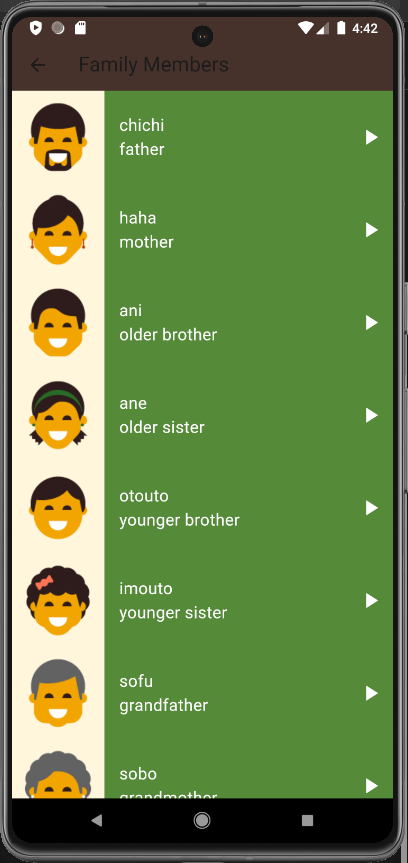 4:42
Family Members
chichi
father
haha
mother
ani
older brother
ane
older sister
otouto
younger brother
imouto
younger sister
sofu
grandfather
sobo
grandmother